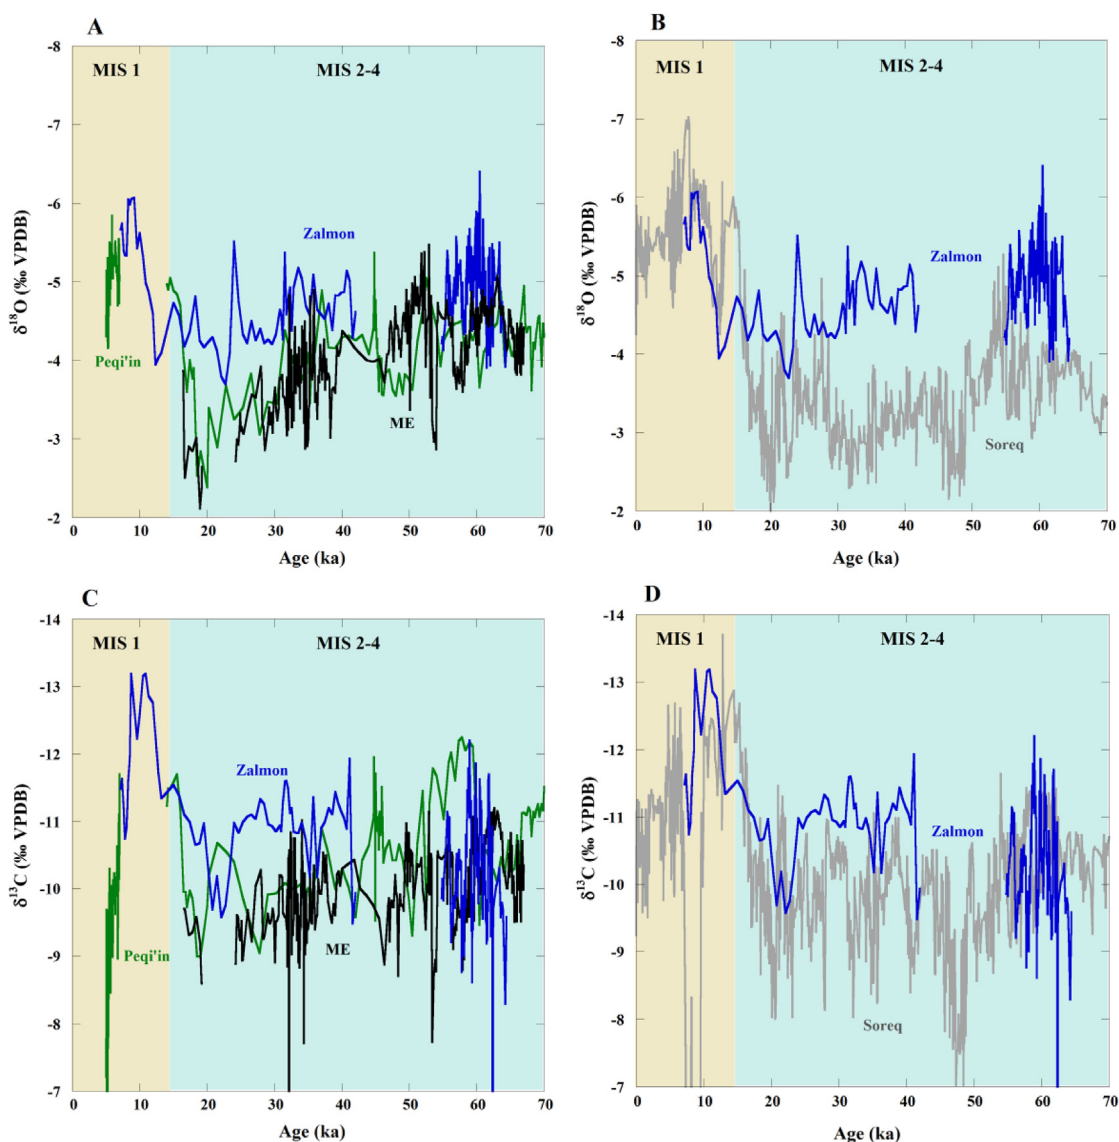 A
MIS 1
MIS 2-4
Zalmon
Peqi'in
ME
δ18O (‰ VPDB)
-8
-7
-6
-5
-4
-3
-2
0 10 20 30 40 50 60 70
Age (ka)
B
MIS 1
MIS 2-4
Zalmon
Soreq
δ18O (‰ VPDB)
-8
-7
-6
-5
-4
-3
-2
0 10 20 30 40 50 60 70
Age (ka)
C
MIS 1
MIS 2-4
Zalmon
Peqi'in
ME
δ13C (‰ VPDB)
-14
-13
-12
-11
-10
-9
-8
-7
0 10 20 30 40 50 60 70
Age (ka)
D
MIS 1
MIS 2-4
Zalmon
Soreq
δ13C (‰ VPDB)
-14
-13
-12
-11
-10
-9
-8
-7
0 10 20 30 40 50 60 70
Age (ka)